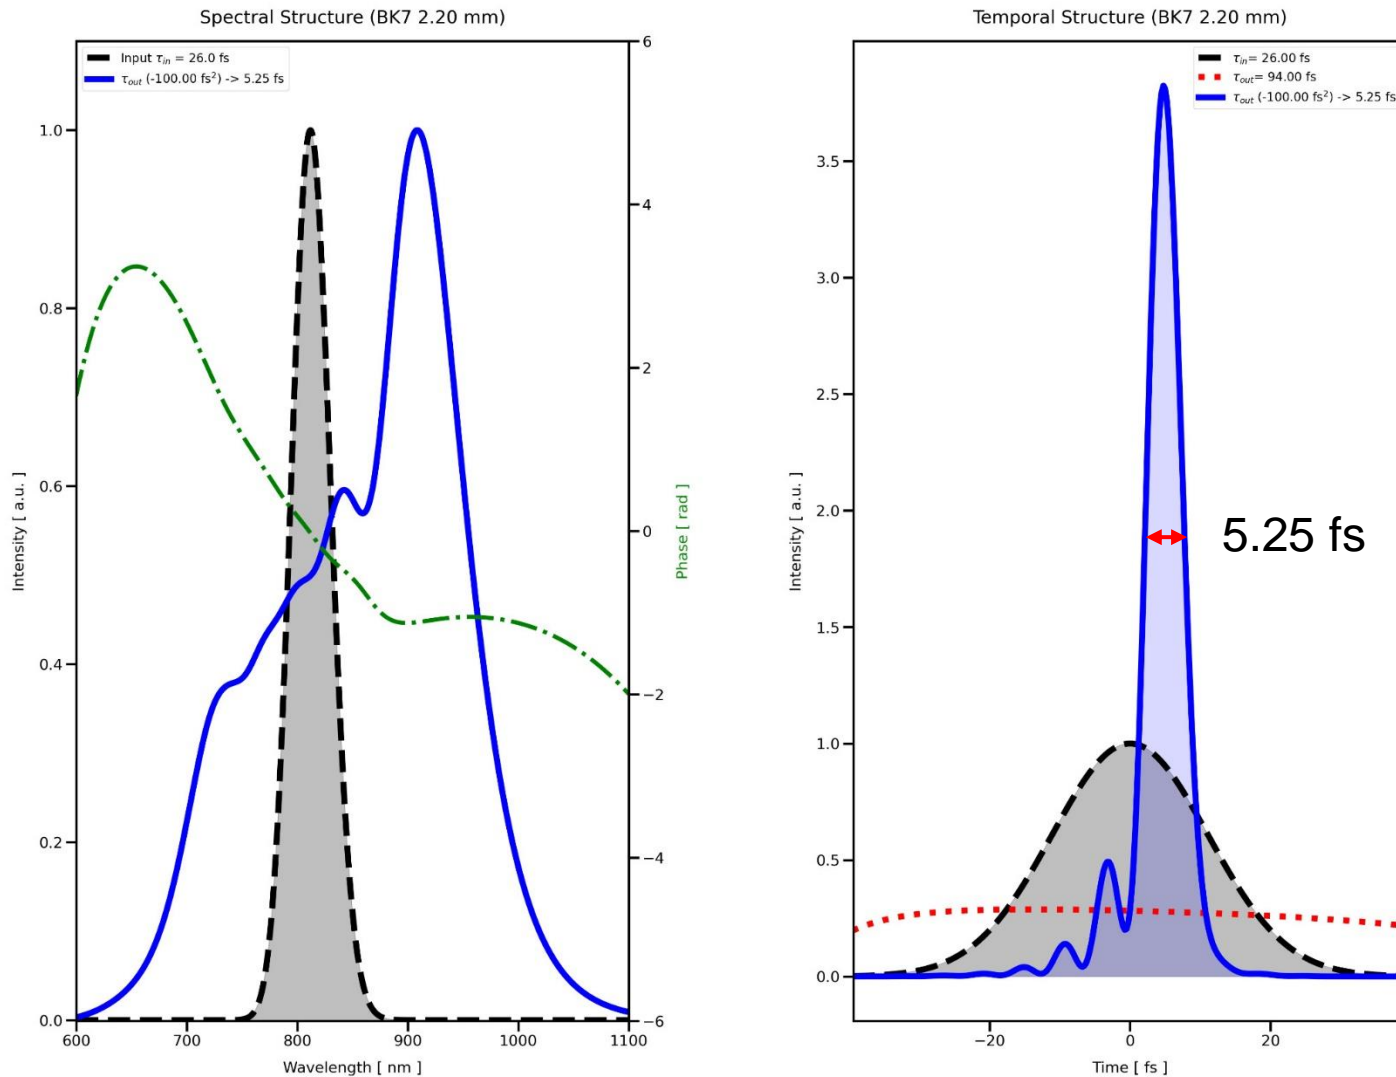 Spectral Structure (BK7 2.20 mm)
Input τin = 26.0 fs
τout (-100.00 fs²) -> 5.25 fs
1.0
0.8
0.6
0.4
0.2
0.0
Intensity [ a.u. ]
6
4
2
0
−2
−4
−6
Phase [ rad ]
600
700
800
900
1000
1100
Wavelength [ nm ]
Temporal Structure (BK7 2.20 mm)
τin= 26.00 fs
τout= 94.00 fs
τout (-100.00 fs²) -> 5.25 fs
3.5
3.0
2.5
2.0
1.5
1.0
0.5
0.0
Intensity [ a.u. ]
5.25 fs
−20
0
20
Time [ fs ]